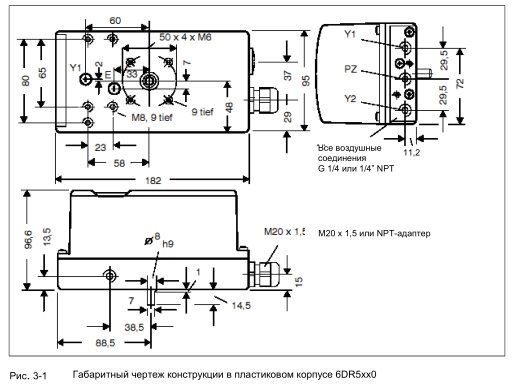 60
50 x 4 x M6
Y1
2
E
33
7
80
65
37
95
48
29
M8, 9 tief
9 tief
23
58
182
Y1
PZ
Y2
29,5
29,5
72
11,2
Все воздушные
соединения
G 1/4 или 1/4" NPT
96,6
13,5
8
h9
1
7
14,5
38,5
88,5
15
M20 x 1,5
M20 x 1,5 или NPT-адаптер
Рис. 3-1 Габаритный чертеж конструкции в пластиковом корпусе 6DR5xx0